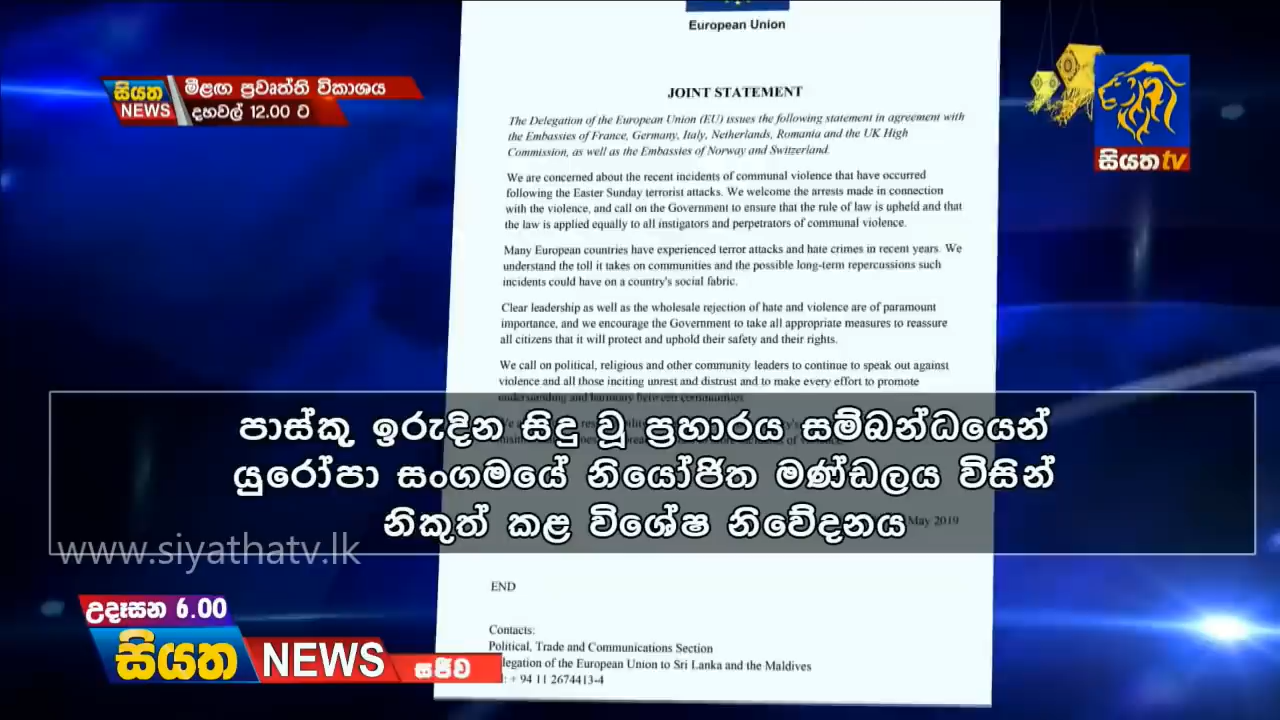 European Union
සියත
NEWS
මීළඟ ප්‍රවෘත්ති විකාශය
දහවල් 12.00 ට
සියත tv
JOINT STATEMENT
The Delegation of the European Union (EU) issues the following statement in agreement with
the Embassies of France, Germany, Italy, Netherlands, Romania and the UK High
Commission, as well as the Embassies of Norway and Switzerland.
We are concerned about the recent incidents of communal violence that have occurred
following the Easter Sunday terrorist attacks. We welcome the arrests made in connection
with the violence, and call on the Government to ensure that the rule of law is upheld and that
the law is applied equally to all instigators and perpetrators of communal violence.
Many European countries have experienced terror attacks and hate crimes in recent years. We
understand the toll it takes on communities and the possible long-term repercussions such
incidents could have on a country's social fabric.
Clear leadership as well as the wholesale rejection of hate and violence are of paramount
importance, and we encourage the Government to take all appropriate measures to reassure
all citizens that it will protect and uphold their safety and their rights.
We call on political, religious and other community leaders to continue to speak out against
violence and all those inciting unrest and distrust and to make every effort to promote
understanding and harmony between communities
පාස්කු ඉරුදින සිදු වූ ප්‍රහාරය සම්බන්ධයෙන්
යුරෝපා සංගමයේ නියෝජිත මණ්ඩලය විසින්
නිකුත් කළ විශේෂ නිවේදනය
May 2019
www.siyathatv.lk
END
උදෑසන 6.00
සියත NEWS
සජිව
Contacts:
Political, Trade and Communications Section
legation of the European Union to Sri Lanka and the Maldives
: + 94 11 2674413-4